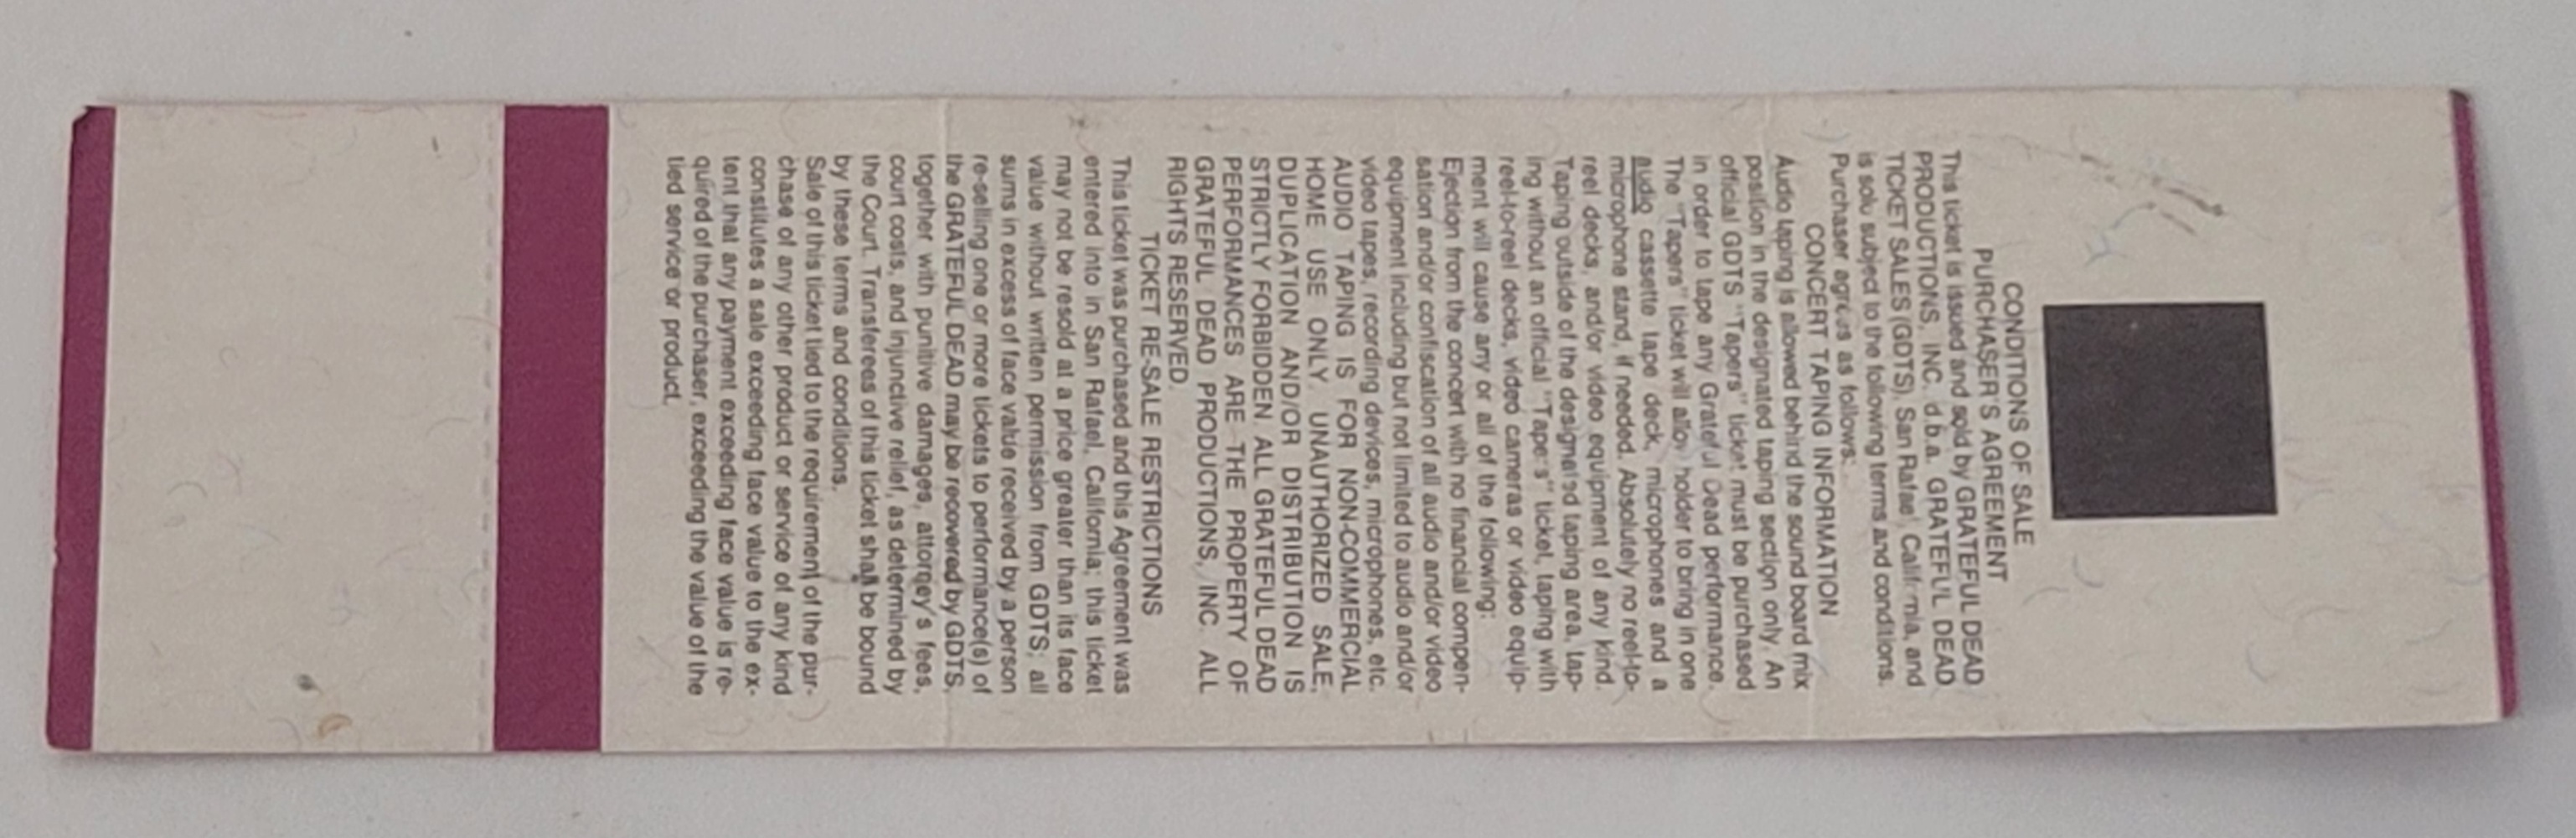 CONDITIONS OF SALE
PURCHASER'S AGREEMENT
This ticket is issued and sold by GRATEFUL DEAD
PRODUCTIONS, INC. d.b.a. GRATEFUL DEAD
TICKET SALES (GDTS), San Rafael, California, and
is sold subject to the following terms and conditions.
Purchaser agrees as follows:
CONCERT TAPING INFORMATION
Audio taping is allowed behind the sound board mix
position in the designated taping section only. An
official GDTS "Tapers" ticket must be purchased
in order to tape any Grateful Dead performance.
The "Tapers" ticket will allow holder to bring in one
audio cassette tape deck, microphones and a
microphone stand, if needed. Absolutely no reel-to-
reel decks, and/or video equipment of any kind.
Taping outside of the designated taping area, tap-
ing without an official "Tapers" ticket, taping with
reel-to-reel decks, video cameras or video equip-
ment will cause any or all of the following:
Ejection from the concert with no financial compen-
sation and/or confiscation of all audio and/or video
equipment including but not limited to audio and/or
video tapes, recording devices, microphones, etc.
AUDIO TAPING IS FOR NON-COMMERCIAL
HOME USE ONLY. UNAUTHORIZED SALE,
DUPLICATION AND/OR DISTRIBUTION IS
STRICTLY FORBIDDEN. ALL GRATEFUL DEAD
PERFORMANCES ARE THE PROPERTY OF
GRATEFUL DEAD PRODUCTIONS, INC. ALL
RIGHTS RESERVED.
TICKET RE-SALE RESTRICTIONS
This ticket was purchased and this Agreement was
entered into in San Rafael, California; this ticket
may not be resold at a price greater than its face
value without written permission from GDTS; all
sums in excess of face value received by a person
re-selling one or more tickets to performance(s) of
the GRATEFUL DEAD may be recovered by GDTS,
together with punitive damages, attorney's fees,
court costs, and injunctive relief, as determined by
the Court. Transferees of this ticket shall be bound
by these terms and conditions.
Sale of this ticket tied to the requirement of the pur-
chase of any other product or service of any kind
constitutes a sale exceeding face value to the ex-
tent that any payment exceeding face value is re-
quired of the purchaser, exceeding the value of the
tied service or product.